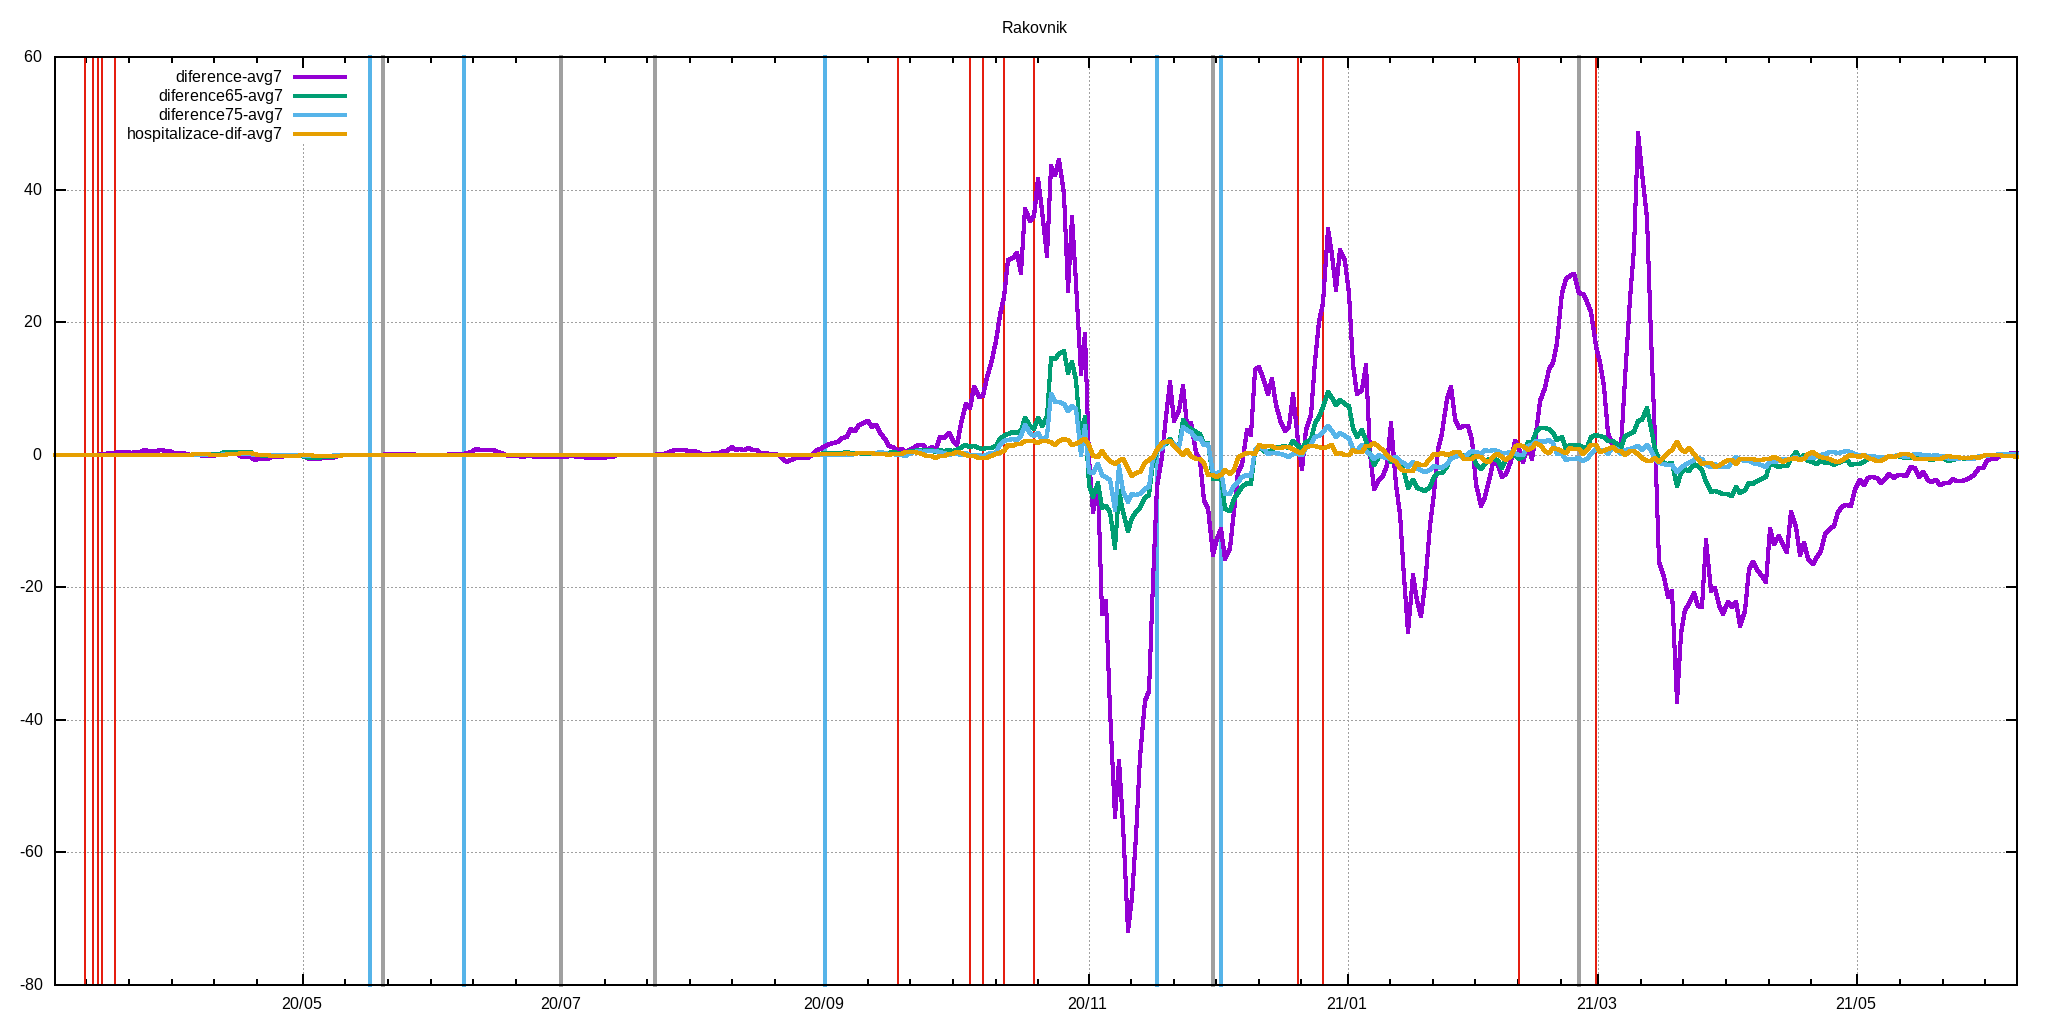 Rakovnik
60
40
20
0
-20
-40
-60
-80
diference-avg7
diference65-avg7
diference75-avg7
hospitalizace-dif-avg7
20/05 20/07 20/09 20/11 21/01 21/03 21/05